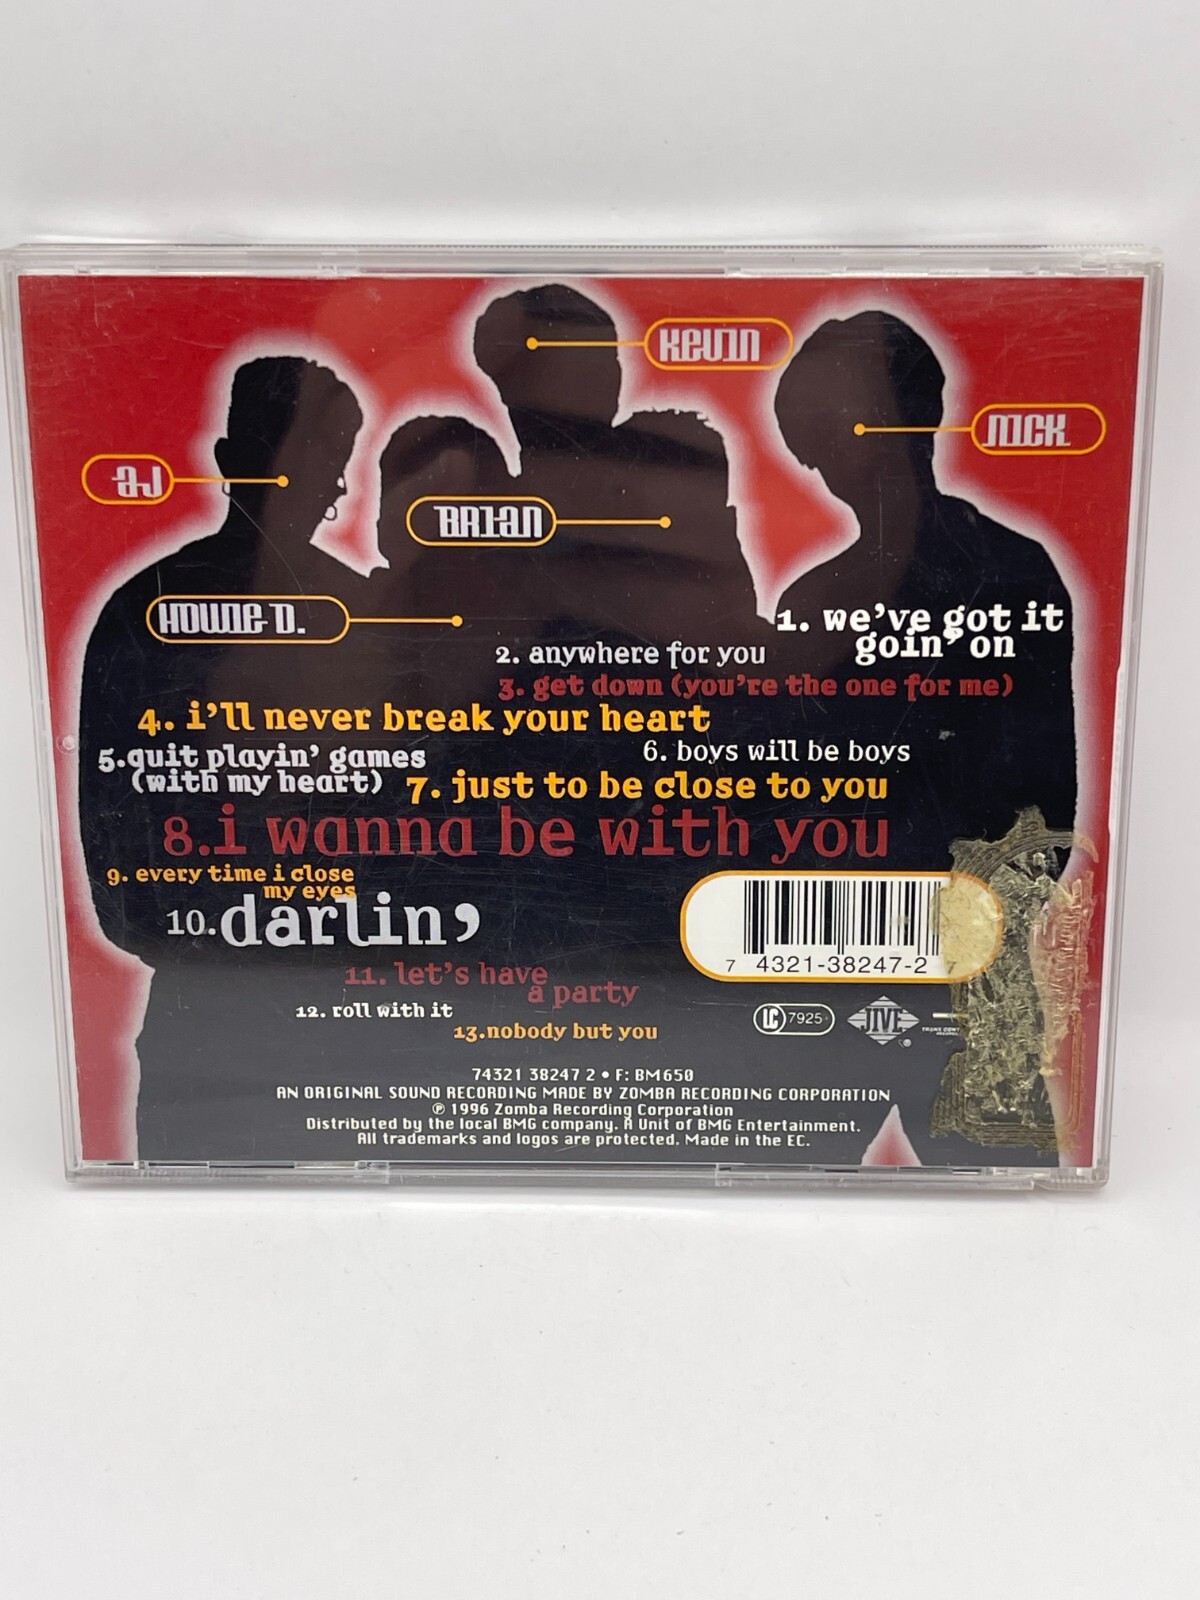 KEVIN
NICK
AJ
BRIAN
HOWIE D.
1. we've got it
goin' on
2. anywhere for you
3. get down (you're the one for me)
4. i'll never break your heart
5.quit playin' games
(with my heart)
6. boys will be boys
7. just to be close to you
8.i wanna be with you
9. every time i close
my eyes
10.darlin'
11. let's have
a party
12. roll with it
13.nobody but you
7 4321-38247-2 7
LC 7925
JIVE
74321 38247 2 • F: BM650
AN ORIGINAL SOUND RECORDING MADE BY ZOMBA RECORDING CORPORATION
℗ 1996 Zomba Recording Corporation
Distributed by the local BMG company. A Unit of BMG Entertainment.
All trademarks and logos are protected. Made in the EC.